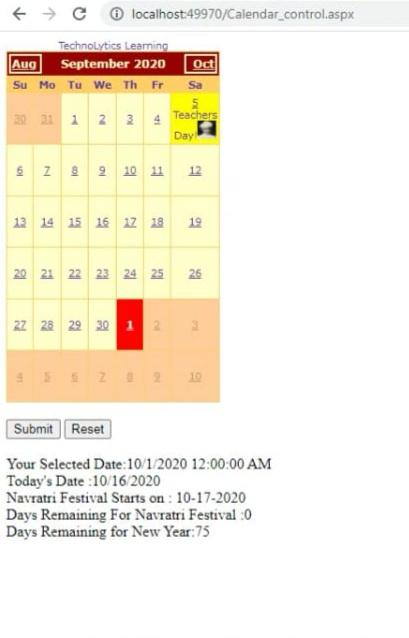 localhost:49970/Calendar_control.aspx
TechnoLytics Learning
Aug September 2020 Oct
Su Mo Tu We Th Fr Sa
30 31 1 2 3 4 5 Teachers Day!
6 7 8 9 10 11 12
13 14 15 16 17 18 19
20 21 22 23 24 25 26
27 28 29 30 1 2 3
4 5 6 7 8 9 10
Submit Reset
Your Selected Date:10/1/2020 12:00:00 AM
Today's Date :10/16/2020
Navratri Festival Starts on : 10-17-2020
Days Remaining For Navratri Festival :0
Days Remaining for New Year:75